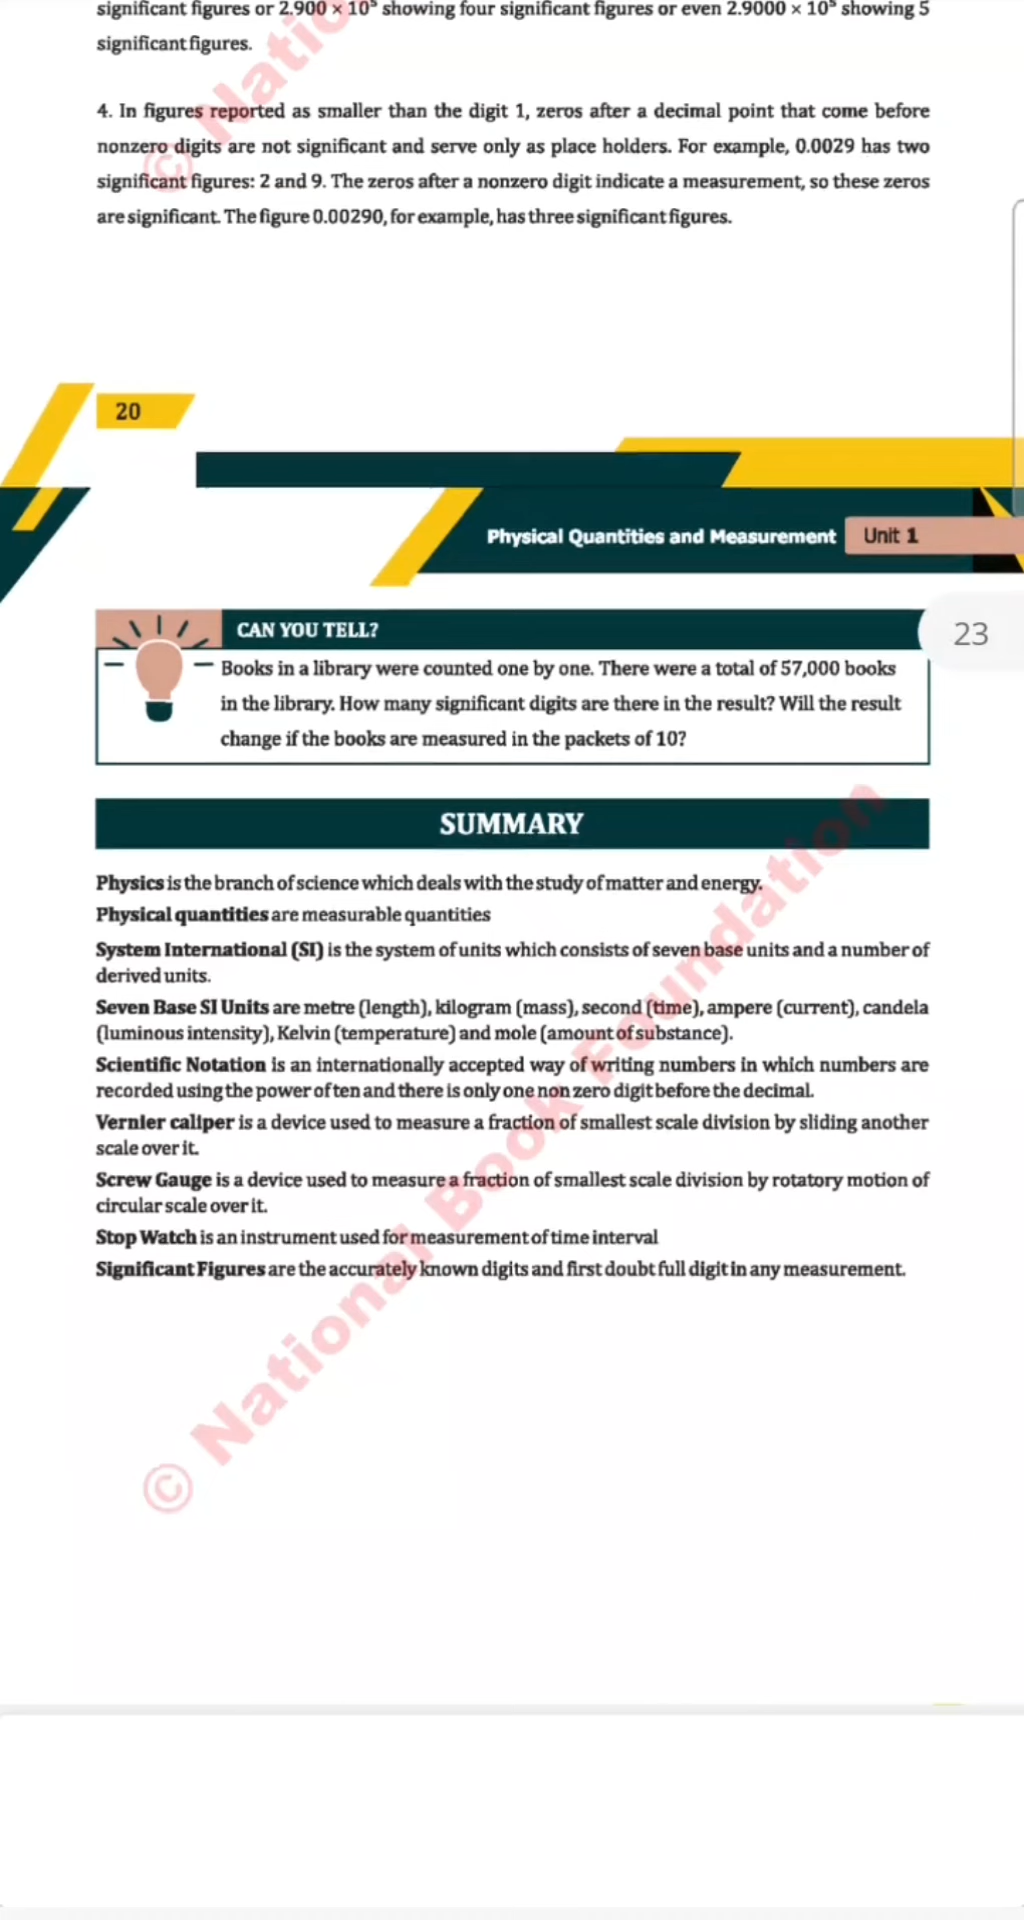 significant figures or 2.900 × 10⁵ showing four significant figures or even 2.9000 × 10⁵ showing 5
significant figures.
4. In figures reported as smaller than the digit 1, zeros after a decimal point that come before
nonzero digits are not significant and serve only as place holders. For example, 0.0029 has two
significant figures: 2 and 9. The zeros after a nonzero digit indicate a measurement, so these zeros
are significant. The figure 0.00290, for example, has three significant figures.
© Natio
20
Physical Quantities and Measurement Unit 1
23
CAN YOU TELL?
Books in a library were counted one by one. There were a total of 57,000 books
in the library. How many significant digits are there in the result? Will the result
change if the books are measured in the packets of 10?
SUMMARY
Physics is the branch of science which deals with the study of matter and energy.
Physical quantities are measurable quantities
System International (SI) is the system of units which consists of seven base units and a number of
derived units.
Seven Base SI Units are metre (length), kilogram (mass), second (time), ampere (current), candela
(luminous intensity), Kelvin (temperature) and mole (amount of substance).
Scientific Notation is an internationally accepted way of writing numbers in which numbers are
recorded using the power of ten and there is only one non zero digit before the decimal.
Vernier caliper is a device used to measure a fraction of smallest scale division by sliding another
scale over it.
Screw Gauge is a device used to measure a fraction of smallest scale division by rotatory motion of
circular scale over it.
Stop Watch is an instrument used for measurement of time interval
Significant Figures are the accurately known digits and first doubt full digit in any measurement.
© National Book Foundation